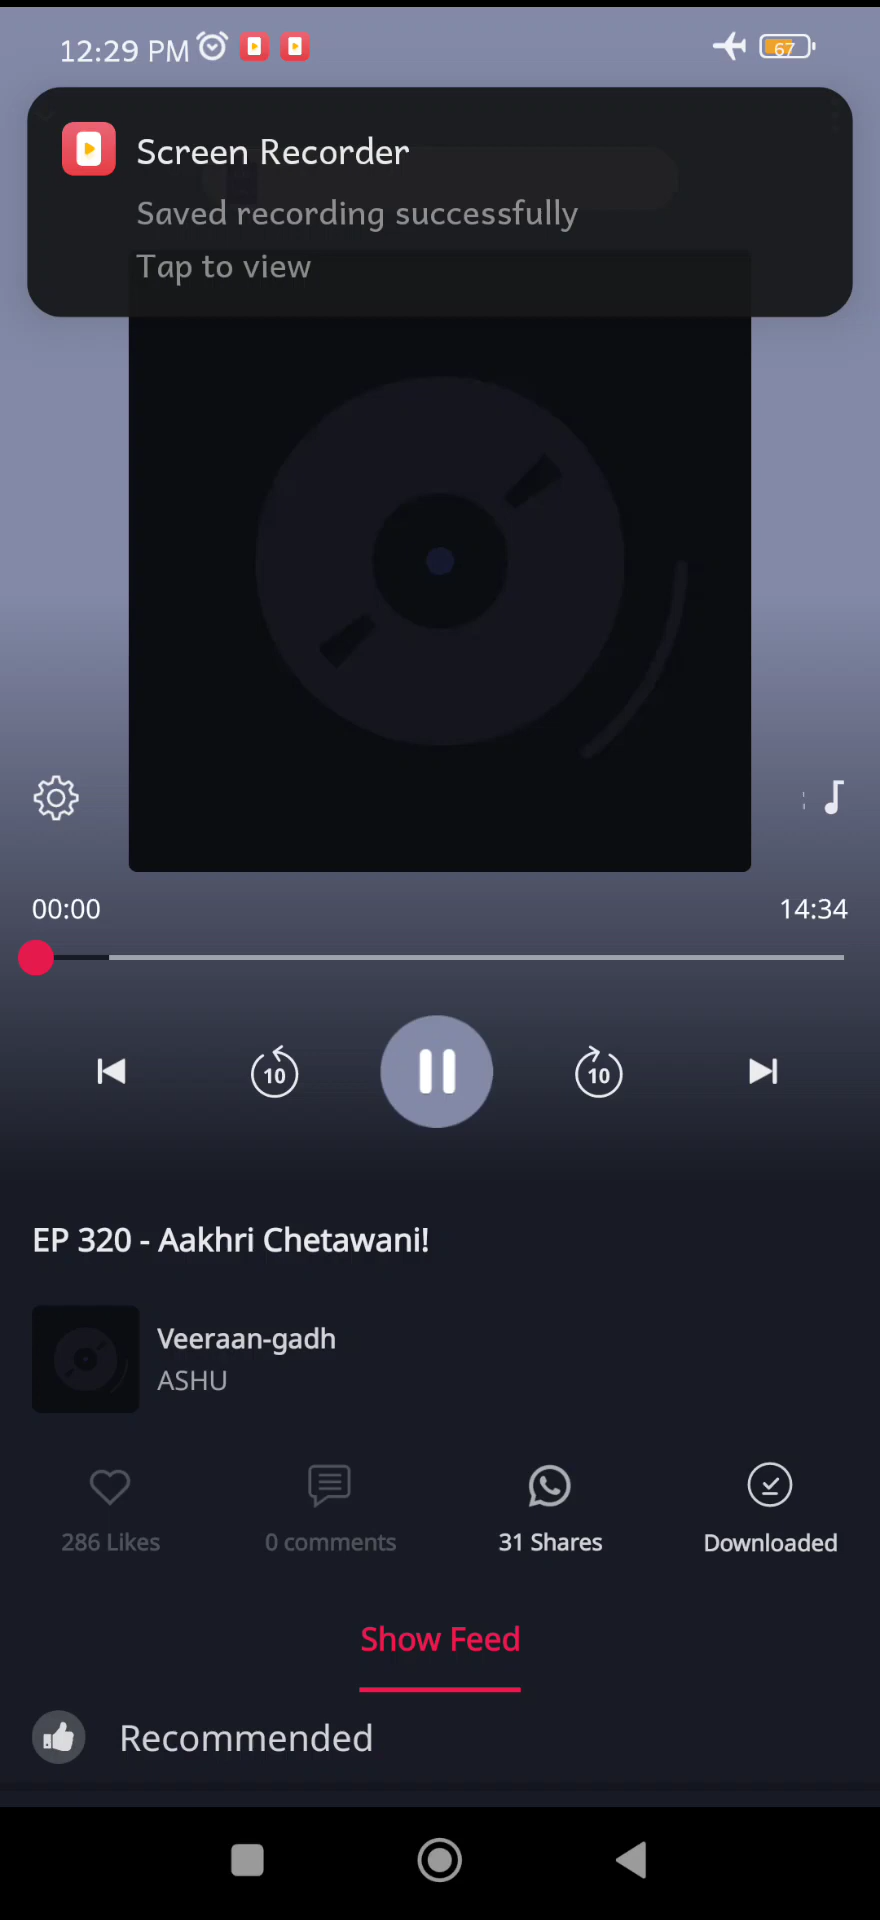 12:29 PM
67
Screen Recorder
Saved recording successfully
Tap to view
00:00
14:34
10
10
EP 320 - Aakhri Chetawani!
Veeraan-gadh
ASHU
286 Likes
0 comments
31 Shares
Downloaded
Show Feed
Recommended